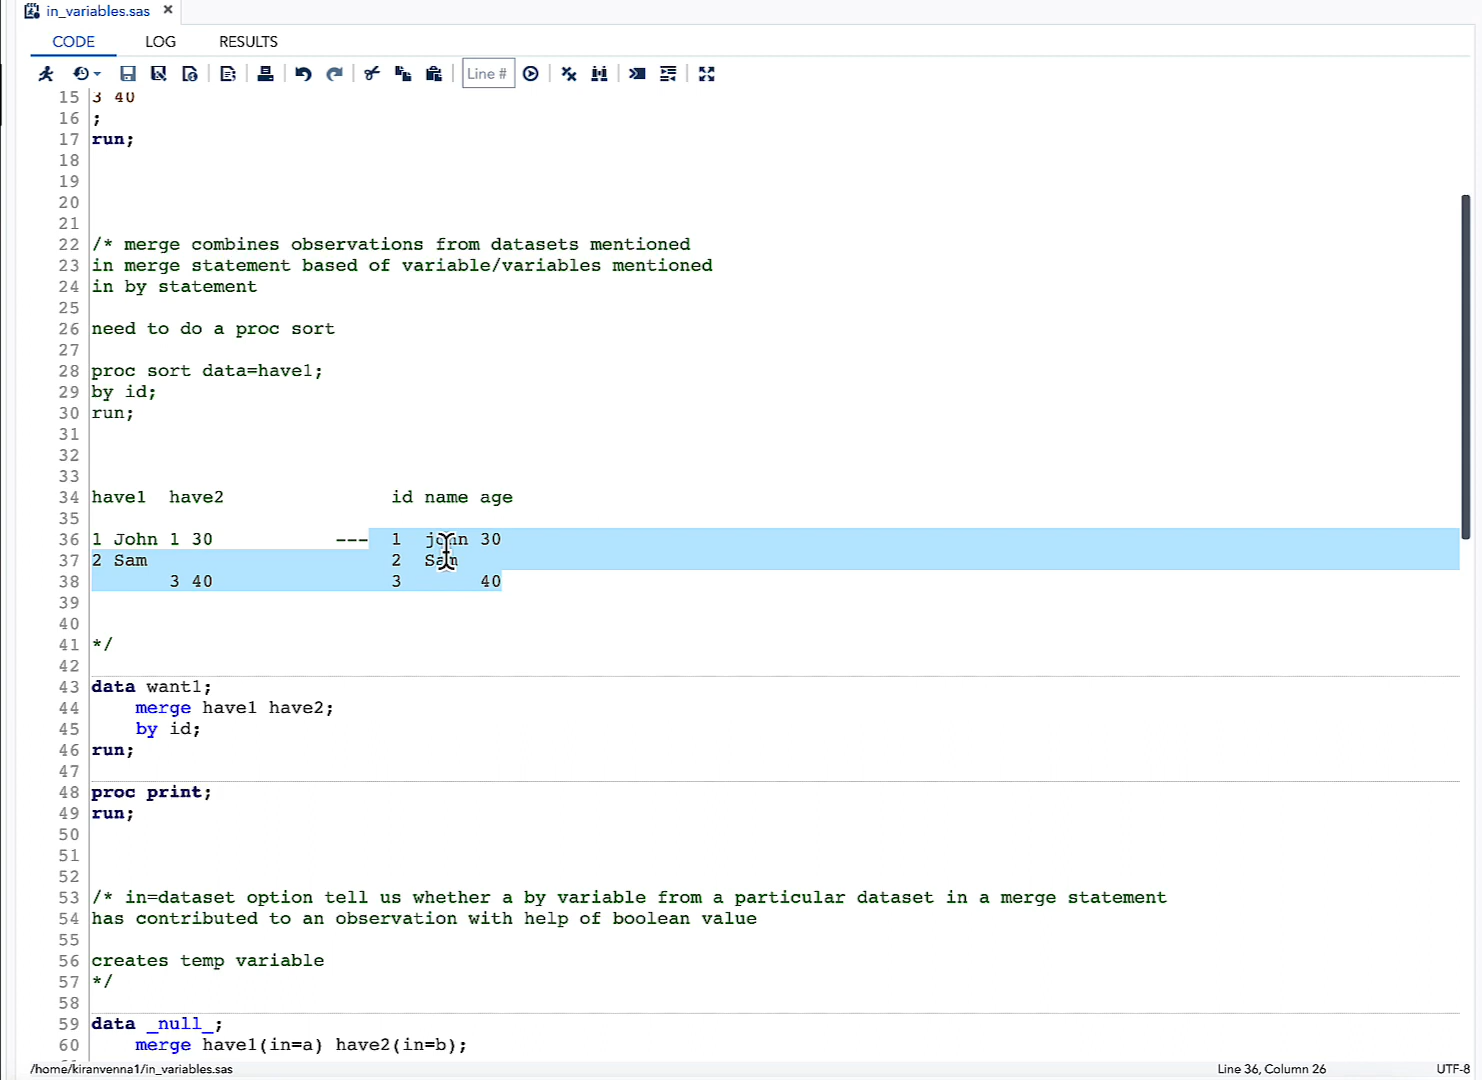 in_variables.sas ×
CODE LOG RESULTS
Line #
15 3 40
16 ;
17 run;
18
19
20
21
22 /* merge combines observations from datasets mentioned
23 in merge statement based of variable/variables mentioned
24 in by statement
25
26 need to do a proc sort
27
28 proc sort data=have1;
29 by id;
30 run;
31
32
33
34 have1  have2               id name age
35
36 1 John 1 30           ---  1  john 30
37 2 Sam                      2  Sam
38        3 40                3       40
39
40
41 */
42
43 data want1;
44     merge have1 have2;
45     by id;
46 run;
47
48 proc print;
49 run;
50
51
52
53 /* in=dataset option tell us whether a by variable from a particular dataset in a merge statement
54 has contributed to an observation with help of boolean value
55
56 creates temp variable
57 */
58
59 data _null_;
60     merge have1(in=a) have2(in=b);
/home/kiranvenna1/in_variables.sas Line 36, Column 26 UTF-8